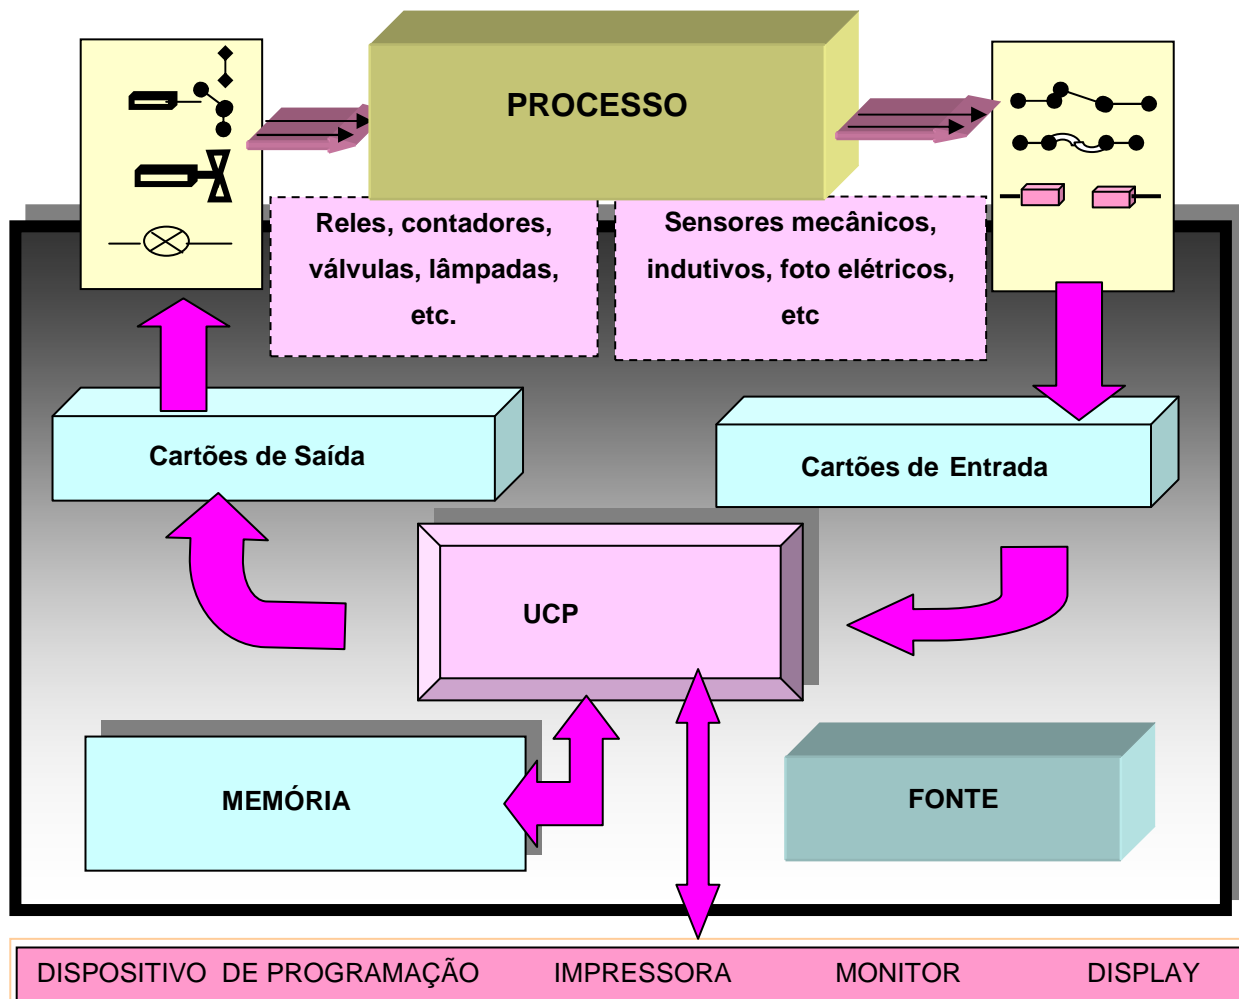 PROCESSO
Reles, contadores,
válvulas, lâmpadas,
etc.
Sensores mecânicos,
indutivos, foto elétricos,
etc
Cartões de Saída
Cartões de Entrada
UCP
MEMÓRIA
FONTE
DISPOSITIVO DE PROGRAMAÇÃO IMPRESSORA MONITOR DISPLAY